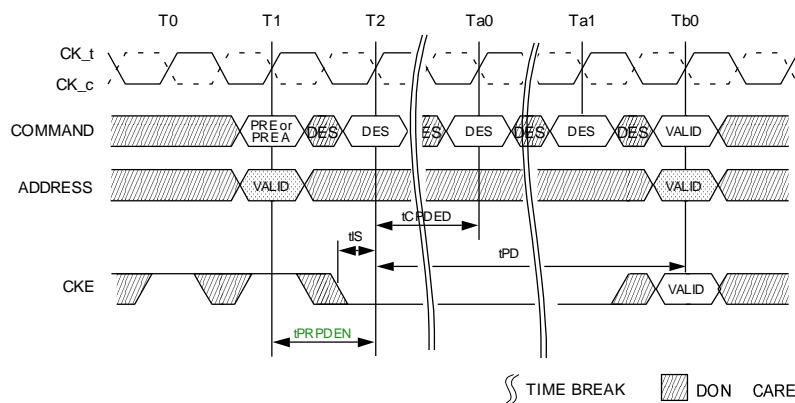 T0 T1 T2 Ta0 Ta1 Tb0
CK_t
CK_c
COMMAND PRE or PRE A DES DES ES DES DES DES DES VALID
ADDRESS VALID VALID
tCPDED
tIS
tPD
CKE VALID
tPRPDEN
TIME BREAK DON CARE